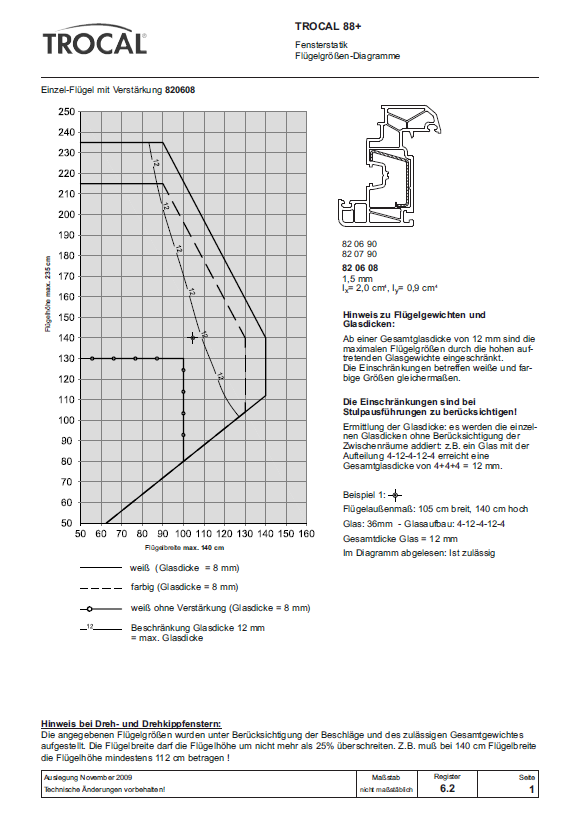 TROCAL®
TROCAL 88+
Fensterstatik
Flügelgrößen-Diagramme
Einzel-Flügel mit Verstärkung 820608
250
240
230
220
210
200
190
180
170
160
150
140
130
120
110
100
90
80
70
60
50
Flügelhöhe max. 235 cm
12
12
12
12
12
12
50 60 70 80 90 100 110 120 130 140 150 160
Flügelbreite max. 140 cm
weiß (Glasdicke = 8 mm)
farbig (Glasdicke = 8 mm)
weiß ohne Verstärkung (Glasdicke = 8 mm)
12 Beschränkung Glasdicke 12 mm
= max. Glasdicke
82 06 90
82 07 90
82 06 08
1,5 mm
Ix= 2,0 cm⁴, Iy= 0,9 cm⁴
Hinweis zu Flügelgewichten und
Glasdicken:
Ab einer Gesamtglasdicke von 12 mm sind die
maximalen Flügelgrößen durch die hohen auf-
tretenden Glasgewichte eingeschränkt.
Die Einschränkungen betreffen weiße und far-
bige Größen gleichermaßen.
Die Einschränkungen sind bei
Stulpausführungen zu berücksichtigen!
Ermittlung der Glasdicke: es werden die einzel-
nen Glasdicken ohne Berücksichtigung der
Zwischenräume addiert: z.B. ein Glas mit der
Aufteilung 4-12-4-12-4 erreicht eine
Gesamtglasdicke von 4+4+4 = 12 mm.
Beispiel 1:
Flügelaußenmaß: 105 cm breit, 140 cm hoch
Glas: 36mm - Glasaufbau: 4-12-4-12-4
Gesamtdicke Glas = 12 mm
Im Diagramm abgelesen: Ist zulässig
Hinweis bei Dreh- und Drehkippfenstern:
Die angegebenen Flügelgrößen wurden unter Berücksichtigung der Beschläge und des zulässigen Gesamtgewichtes
aufgestellt. Die Flügelbreite darf die Flügelhöhe um nicht mehr als 25% überschreiten. Z.B. muß bei 140 cm Flügelbreite
die Flügelhöhe mindestens 112 cm betragen !
Auslegung November 2009
Technische Änderungen vorbehalten!
Maßstab
nicht maßstäblich
Register
6.2
Seite
1